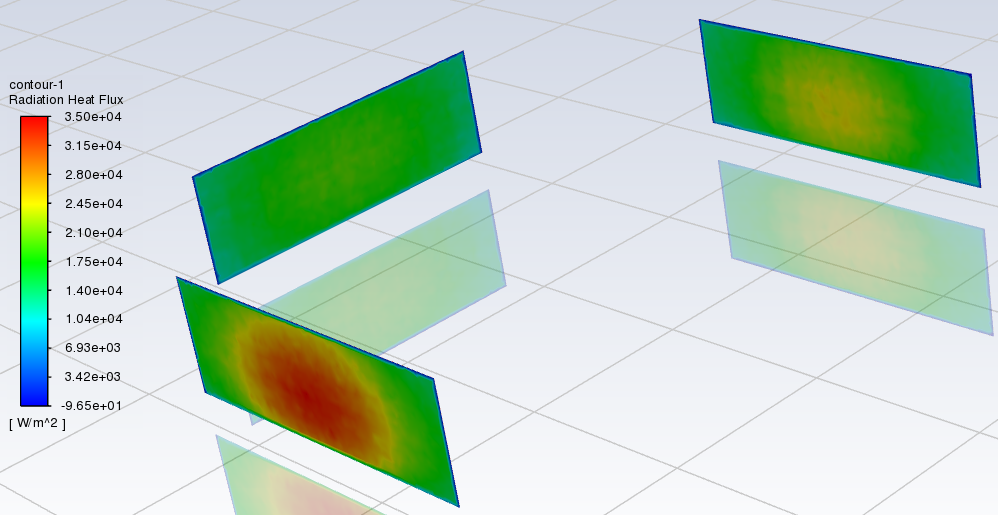 contour-1
Radiation Heat Flux
3.50e+04
3.15e+04
2.80e+04
2.45e+04
2.10e+04
1.75e+04
1.40e+04
1.04e+04
6.93e+03
3.42e+03
-9.65e+01
[ W/m^2 ]